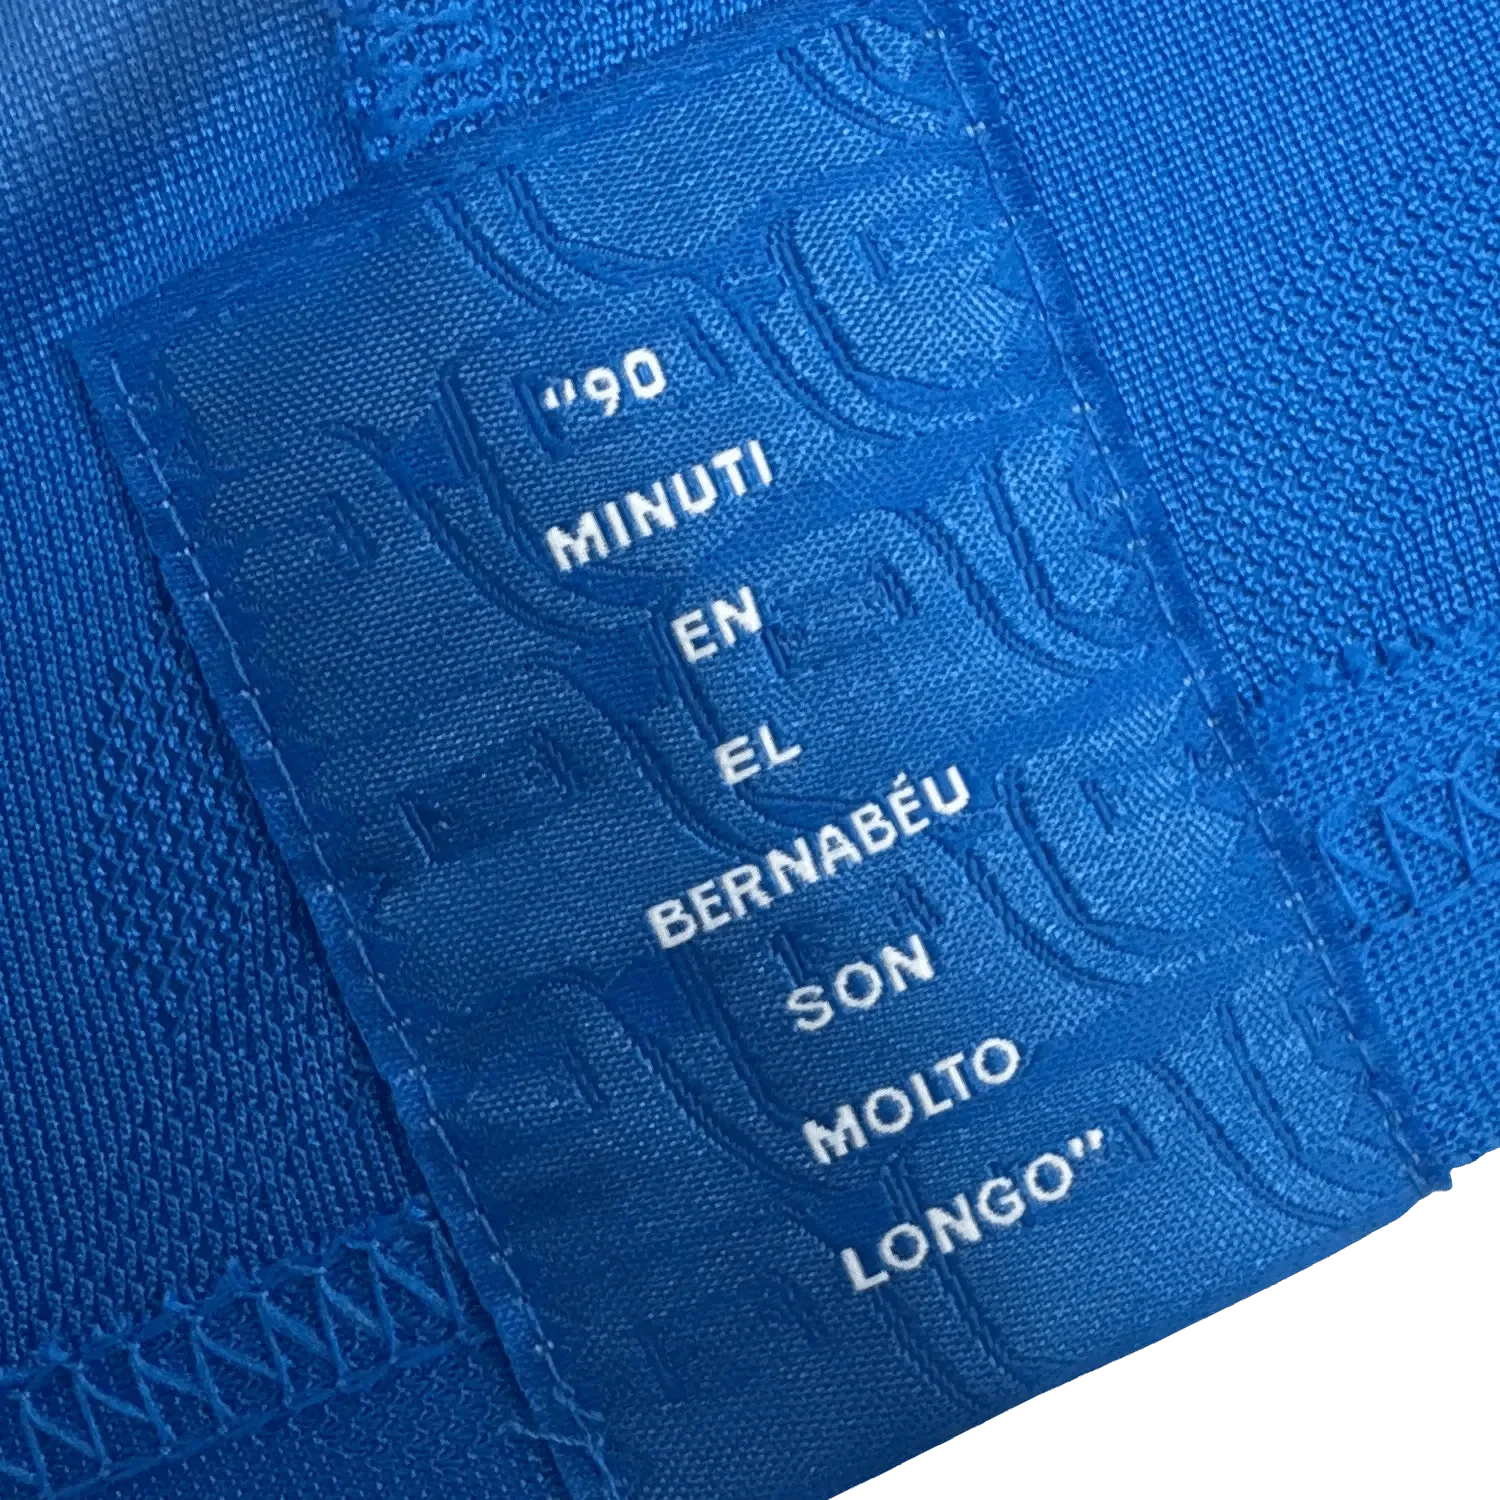 "90
MINUTI
EN
EL
BERNABÉU
SON
MOLTO
LONGO"